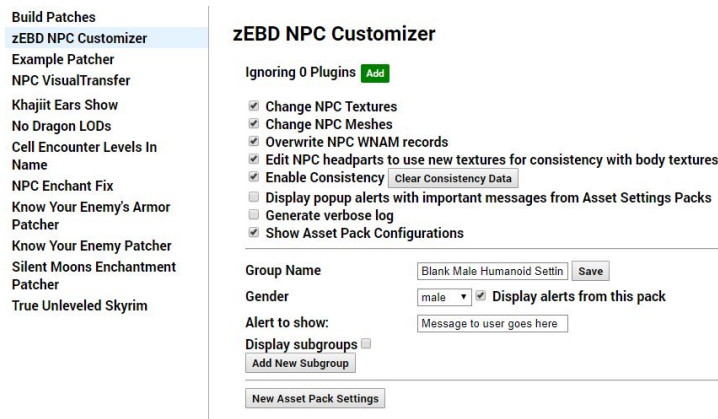 Build Patches
zEBD NPC Customizer
Example Patcher
NPC VisualTransfer
Khajiit Ears Show
No Dragon LODs
Cell Encounter Levels In
Name
NPC Enchant Fix
Know Your Enemy's Armor
Patcher
Know Your Enemy Patcher
Silent Moons Enchantment
Patcher
True Unleveled Skyrim
zEBD NPC Customizer
Ignoring 0 Plugins Add
Change NPC Textures
Change NPC Meshes
Overwrite NPC WNAM records
Edit NPC headparts to use new textures for consistency with body textures
Enable Consistency Clear Consistency Data
Display popup alerts with important messages from Asset Settings Packs
Generate verbose log
Show Asset Pack Configurations
Group Name Blank Male Humanoid Settin Save
Gender male Display alerts from this pack
Alert to show: Message to user goes here
Display subgroups
Add New Subgroup
New Asset Pack Settings